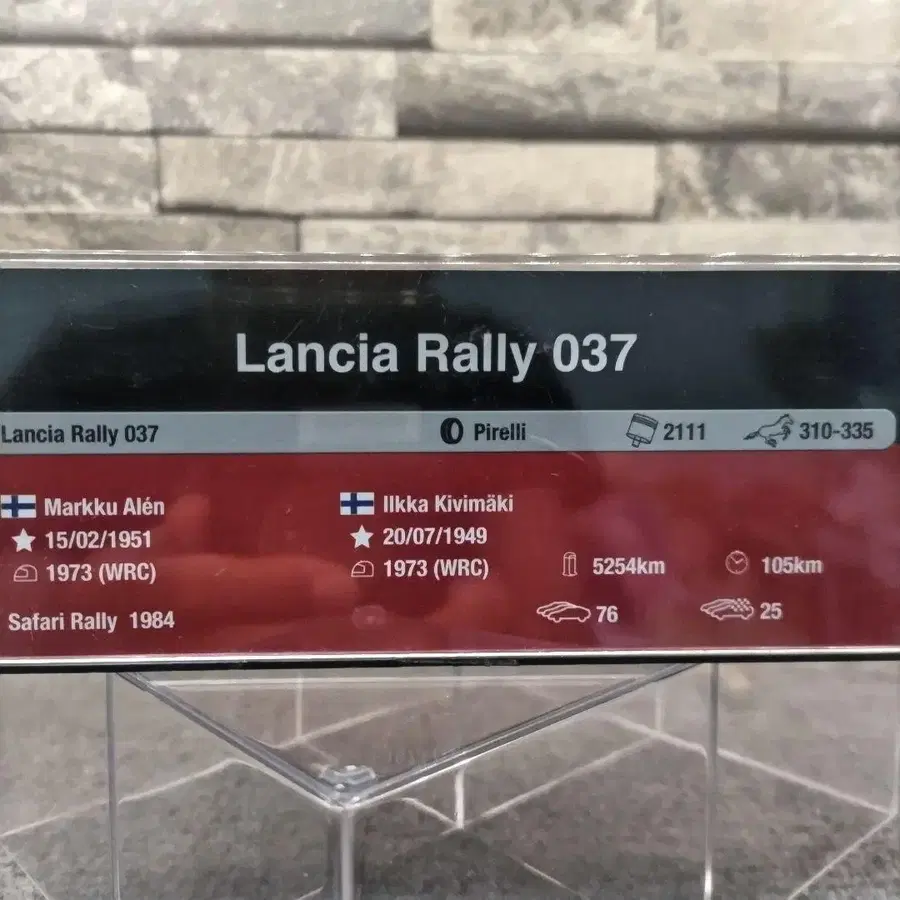 Lancia Rally 037
Lancia Rally 037 Pirelli 2111 310-335
Markku Alén Ilkka Kivimäki
15/02/1951 20/07/1949
1973 (WRC) 1973 (WRC) 5254km 105km
Safari Rally 1984 76 25